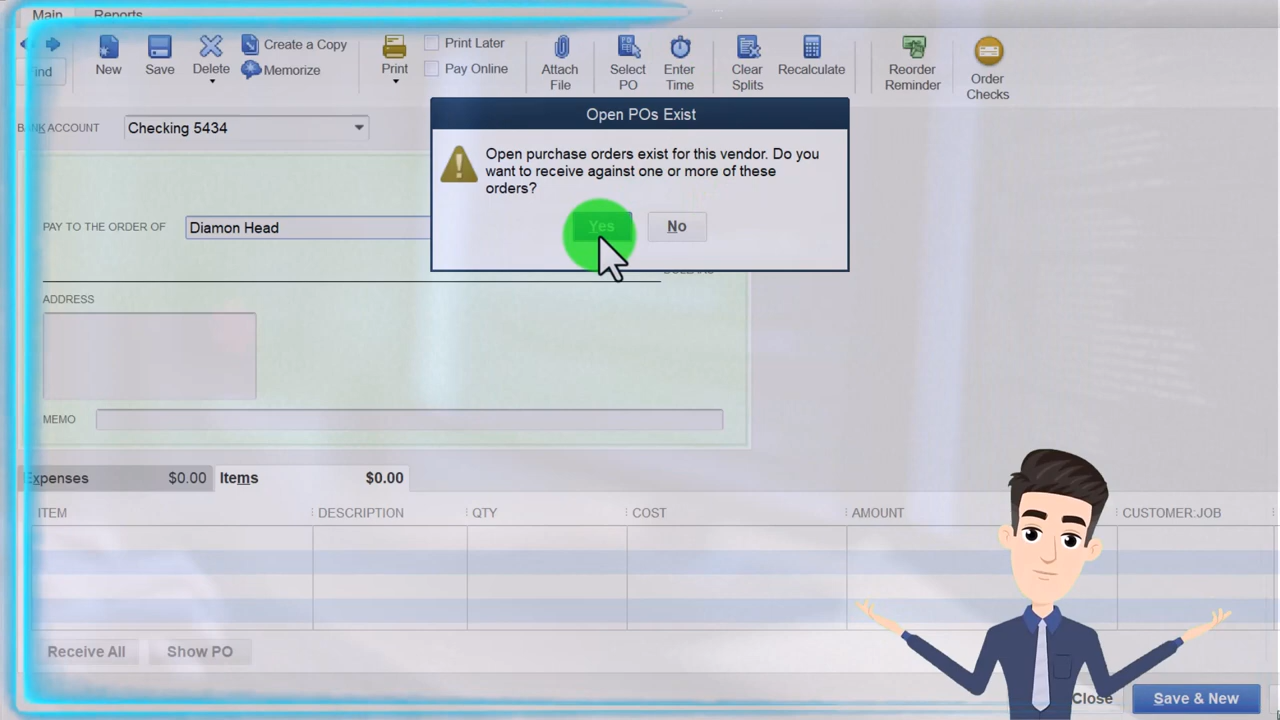 Main Reports
Find
New
Save
Delete
Create a Copy
Memorize
Print
Print Later
Pay Online
Attach
File
Select
PO
Enter
Time
Clear
Splits
Recalculate
Reorder
Reminder
Order
Checks
BANK ACCOUNT Checking 5434
Open POs Exist
Open purchase orders exist for this vendor. Do you
want to receive against one or more of these
orders?
Yes No
PAY TO THE ORDER OF Diamon Head
DOLLARS
ADDRESS
MEMO
Expenses $0.00 Items $0.00
ITEM DESCRIPTION QTY COST AMOUNT CUSTOMER:JOB
Receive All Show PO
Close Save & New